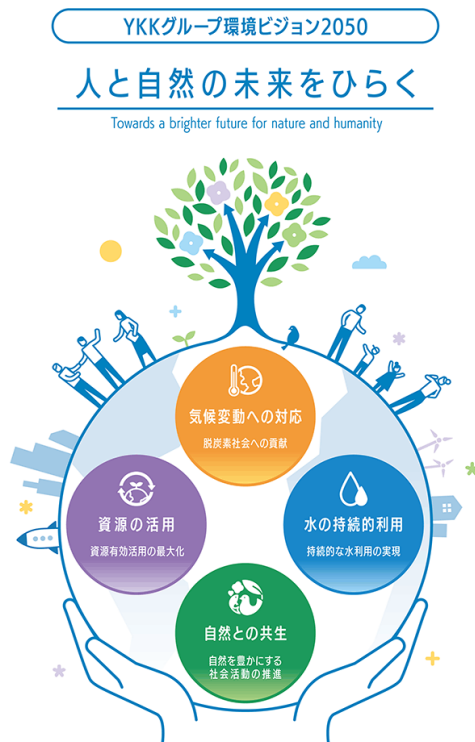 YKKグループ環境ビジョン2050
人と自然の未来をひらく
Towards a brighter future for nature and humanity
気候変動への対応
脱炭素社会への貢献
資源の活用
資源有効活用の最大化
水の持続的利用
持続的な水利用の実現
自然との共生
自然を豊かにする
社会活動の推進